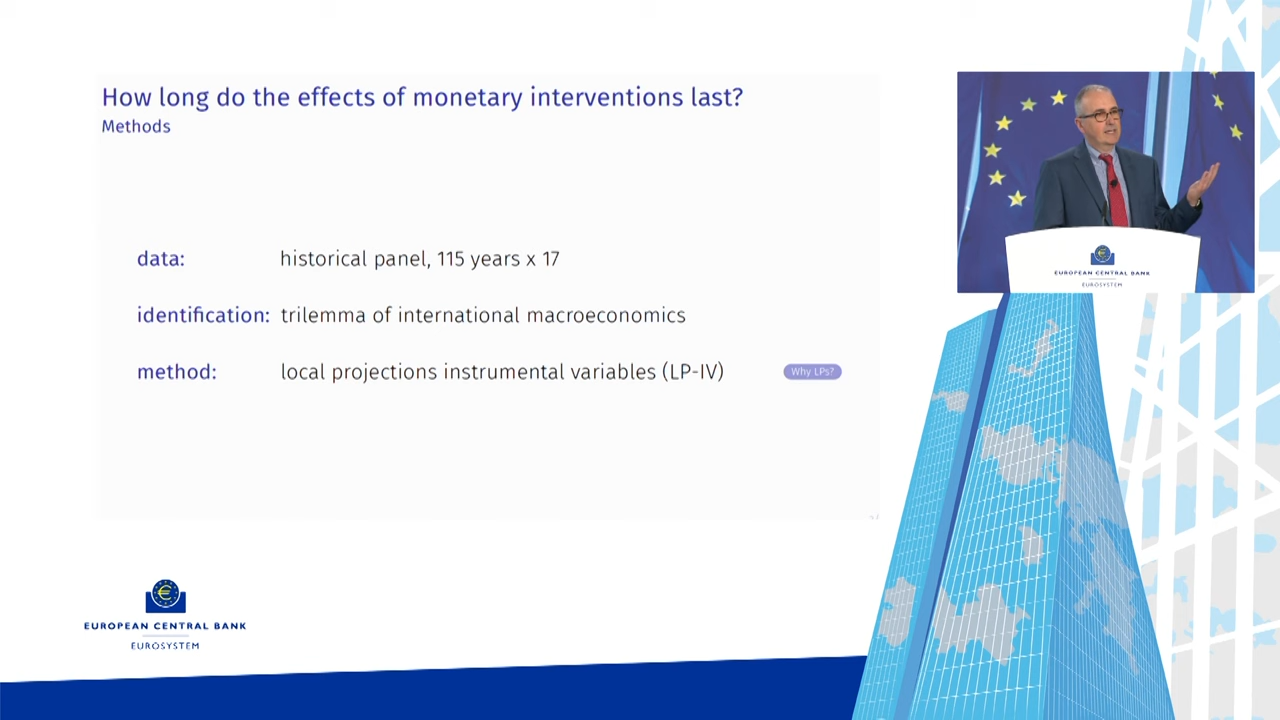 How long do the effects of monetary interventions last?
Methods
data: historical panel, 115 years x 17
identification: trilemma of international macroeconomics
method: local projections instrumental variables (LP-IV) Why LPs?
EUROPEAN CENTRAL BANK
EUROSYSTEM
EUROPEAN CENTRAL BANK
EUROSYSTEM